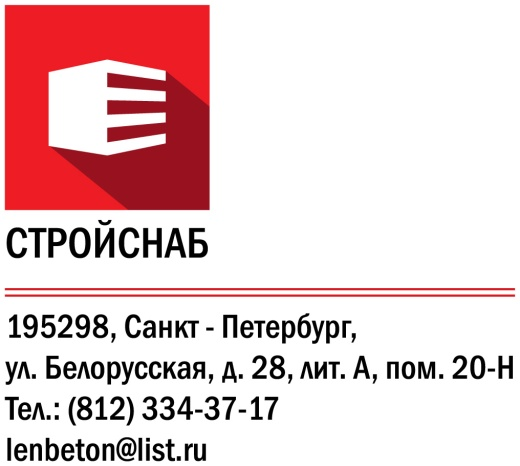 СТРОЙСНАБ
195298, Санкт - Петербург,
ул. Белорусская, д. 28, лит. А, пом. 20-Н
Тел.: (812) 334-37-17
lenbeton@list.ru